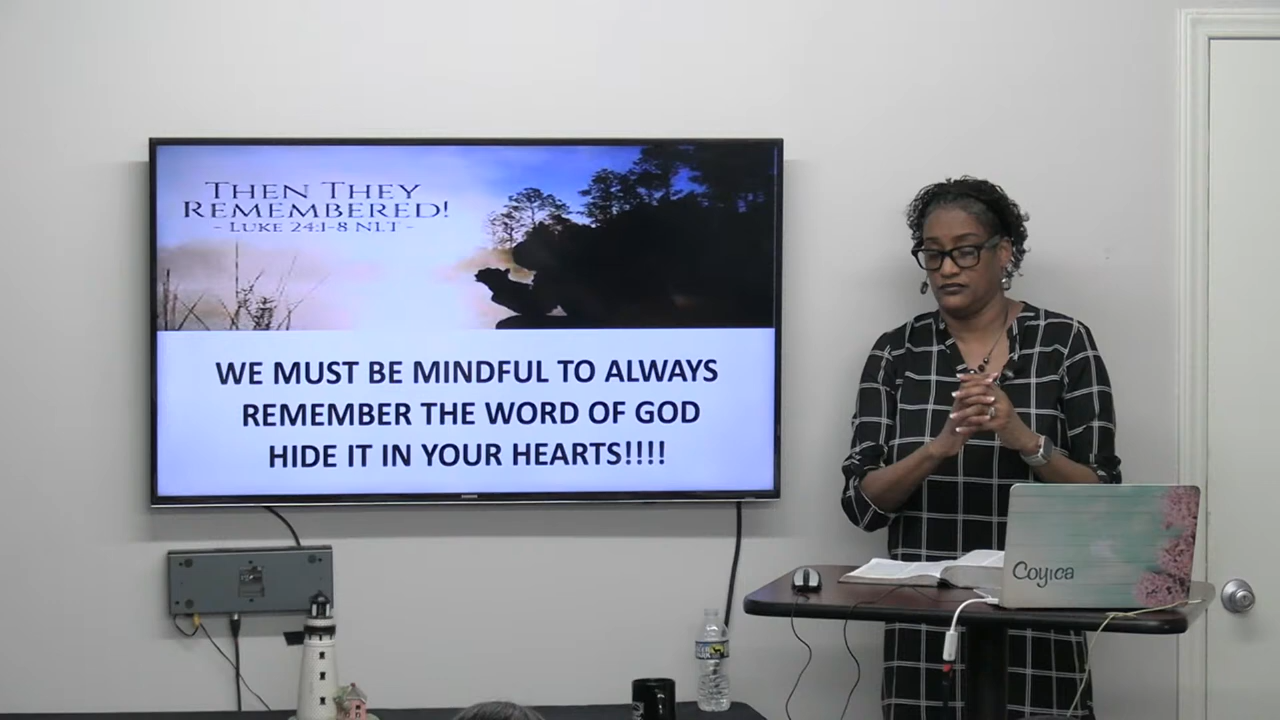 THEN THEY
REMEMBERED!
- LUKE 24:1-8 NLT -
WE MUST BE MINDFUL TO ALWAYS
REMEMBER THE WORD OF GOD
HIDE IT IN YOUR HEARTS!!!!
Coyica